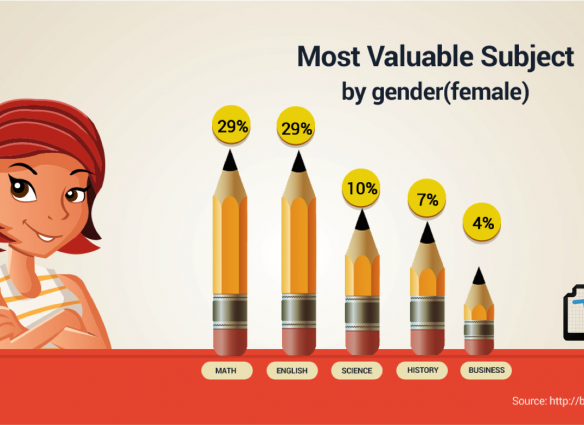 Most Valuable Subject
by gender(female)
29% 29% 10% 7% 4%
MATH ENGLISH SCIENCE HISTORY BUSINESS
Source: http://b